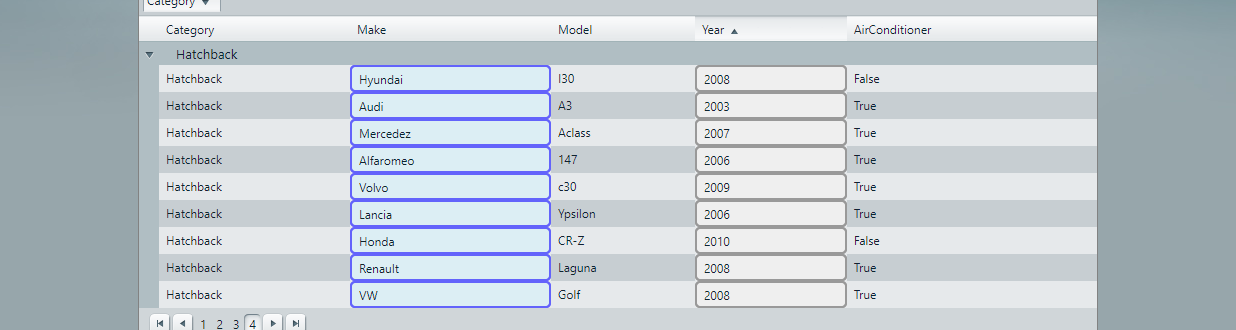 Category
Category Make Model Year AirConditioner
Hatchback
Hatchback Hyundai I30 2008 False
Hatchback Audi A3 2003 True
Hatchback Mercedez Aclass 2007 True
Hatchback Alfaromeo 147 2006 True
Hatchback Volvo c30 2009 True
Hatchback Lancia Ypsilon 2006 True
Hatchback Honda CR-Z 2010 False
Hatchback Renault Laguna 2008 True
Hatchback VW Golf 2008 True
1 2 3 4